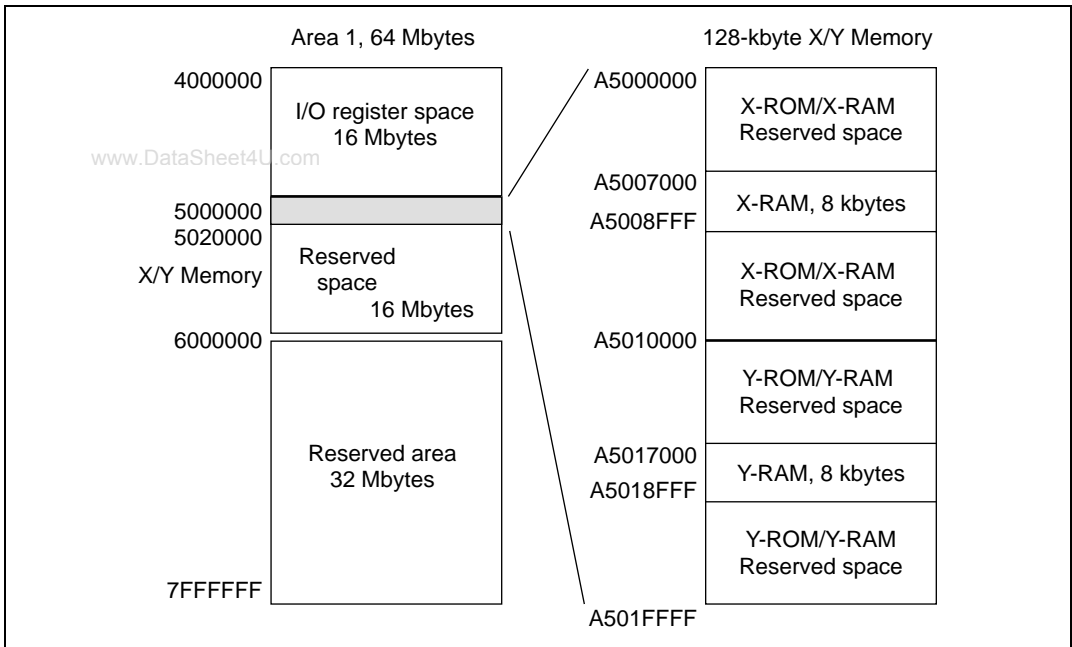 Area 1, 64 Mbytes
4000000
I/O register space
16 Mbytes
www.DataSheet4U.com
5000000
5020000
X/Y Memory
Reserved
space
16 Mbytes
6000000
Reserved area
32 Mbytes
7FFFFFF
128-kbyte X/Y Memory
A5000000
X-ROM/X-RAM
Reserved space
A5007000
X-RAM, 8 kbytes
A5008FFF
X-ROM/X-RAM
Reserved space
A5010000
Y-ROM/Y-RAM
Reserved space
A5017000
Y-RAM, 8 kbytes
A5018FFF
Y-ROM/Y-RAM
Reserved space
A501FFFF